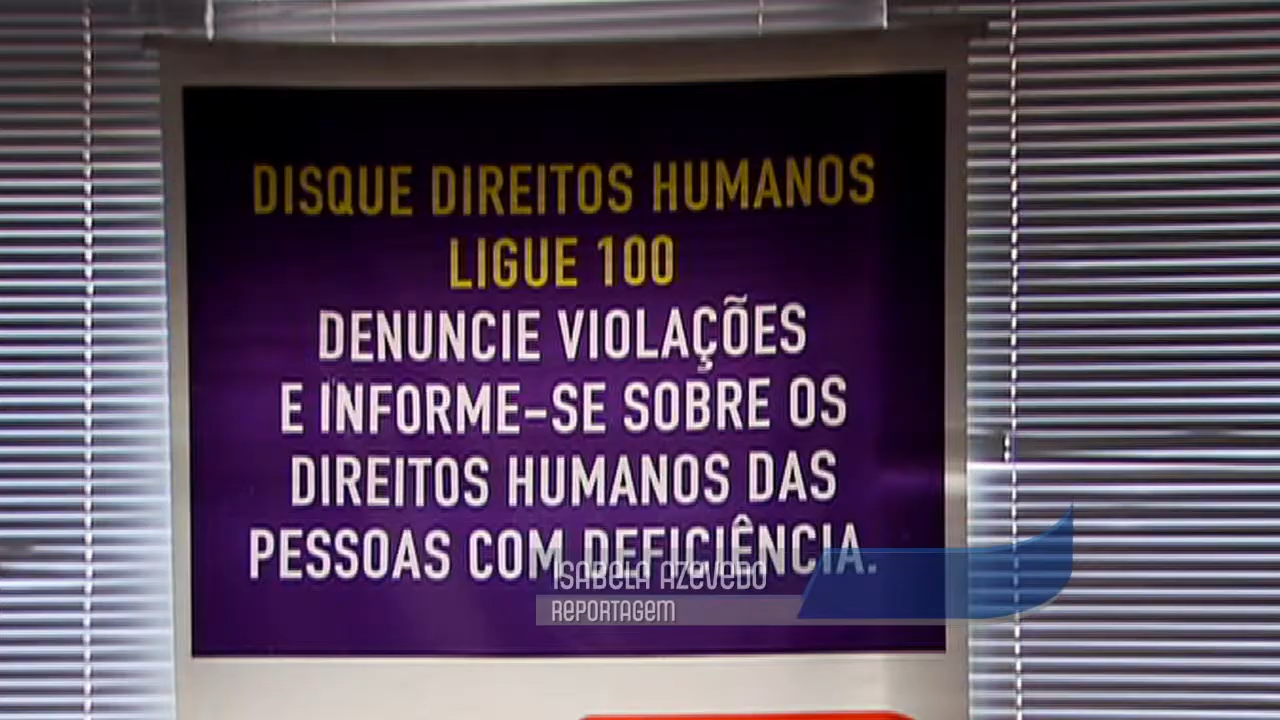 DISQUE DIREITOS HUMANOS
LIGUE 100
DENUNCIE VIOLAÇÕES
E INFORME-SE SOBRE OS
DIREITOS HUMANOS DAS
PESSOAS COM DEFICIÊNCIA.
ISABELA AZEVEDO
REPORTAGEM